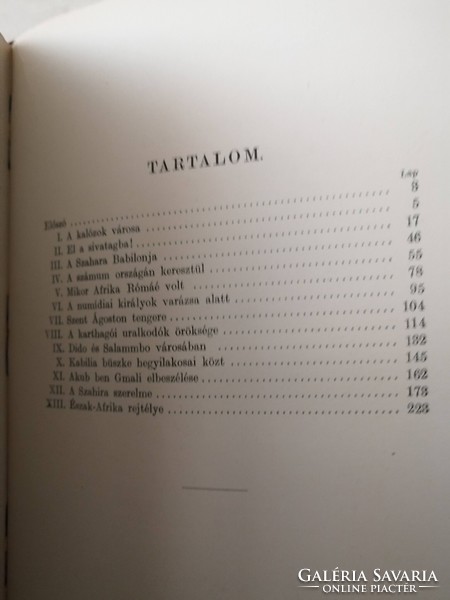 TARTALOM.
Lap
Előszó 3
I. A kalózok városa 5
II. El a sivatagba! 17
III. A Szahara Babilonja 46
IV. A számum országán keresztül 55
V. Mikor Afrika Rómáé volt 78
VI. A numidiai királyok varázsa alatt 95
VII. Szent Ágoston tengere 104
VIII. A karthagói uralkodók öröksége 114
IX. Dido és Salammbo városában 132
X. Kabilia büszke hegyilakosai közt 145
XI. Akub ben Gmali elbeszélése 162
XII. A Szahira szerelme 173
XIII. Észak-Afrika rejtélye 223
GALÉRIA SAVARIA
ONLINE PIACTÉR